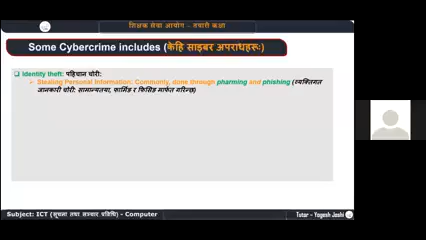 शिक्षक सेवा आयोग – तयारी कक्षा
Some Cybercrime includes (केहि साइबर अपराधहरू:)
Identity theft: पहिचान चोरी:
Stealing Personal Information: Commonly, done through pharming and phishing (व्यक्तिगत
जानकारी चोरी: सामान्यतया, फार्मिङ र फिसिङ मार्फत गरिन्छ)
Subject: ICT (सूचना तथा सञ्चार प्रविधि) - Computer
Tutor – Yogesh Joshi